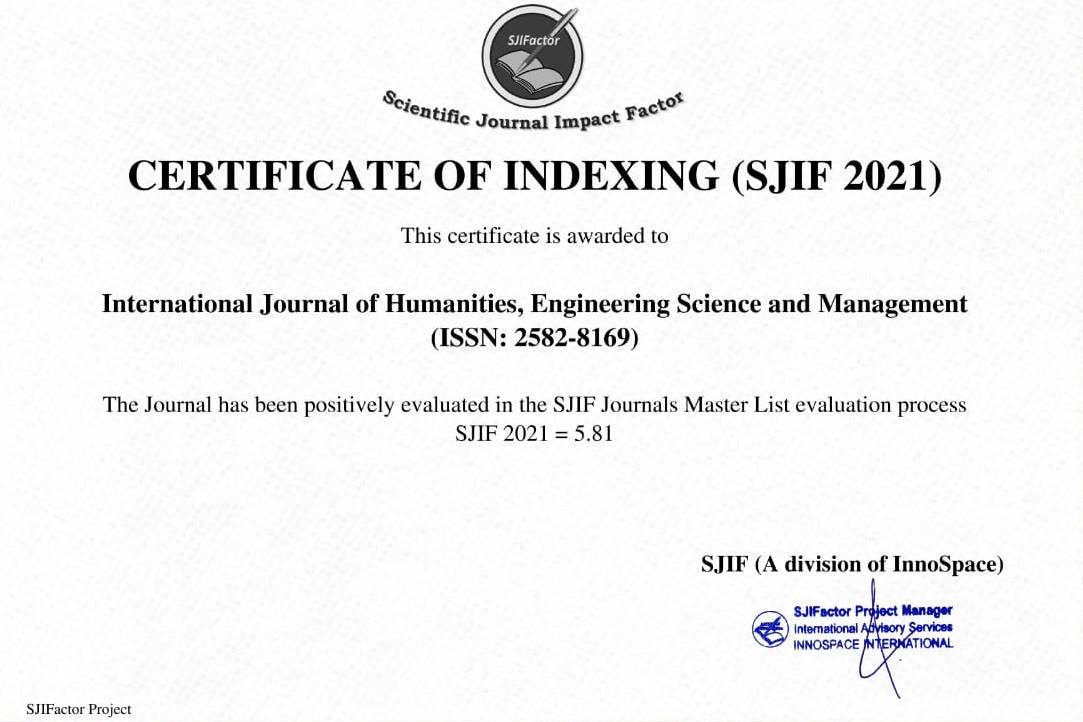 SJIFactor
Scientific Journal Impact Factor
CERTIFICATE OF INDEXING (SJIF 2021)
This certificate is awarded to
International Journal of Humanities, Engineering Science and Management
(ISSN: 2582-8169)
The Journal has been positively evaluated in the SJIF Journals Master List evaluation process
SJIF 2021 = 5.81
SJIF (A division of InnoSpace)
SJIFactor Project Manager
International Advisory Services
INNOSPACE INTERNATIONAL
SJIFactor Project